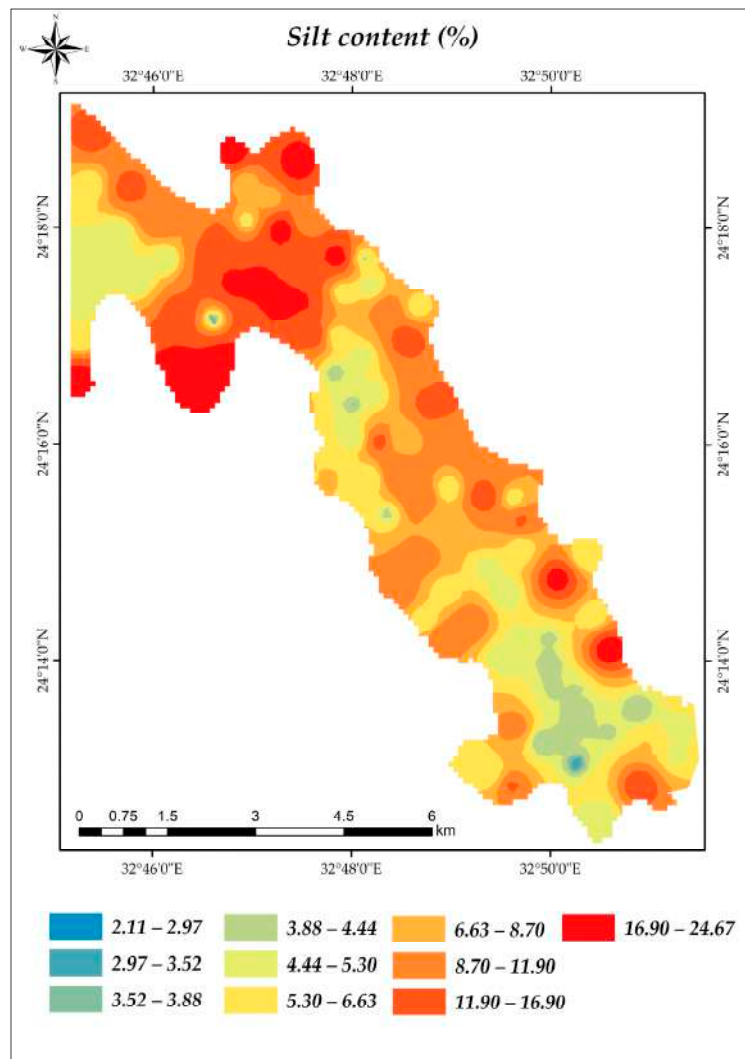 Silt content (%)
N
W E
S
32°46'0"E 32°48'0"E 32°50'0"E
24°18'0"N 24°18'0"N
24°16'0"N 24°16'0"N
24°14'0"N 24°14'0"N
0 0.75 1.5 3 4.5 6
km
32°46'0"E 32°48'0"E 32°50'0"E
2.11 – 2.97 3.88 – 4.44 6.63 – 8.70 16.90 – 24.67
2.97 – 3.52 4.44 – 5.30 8.70 – 11.90
3.52 – 3.88 5.30 – 6.63 11.90 – 16.90